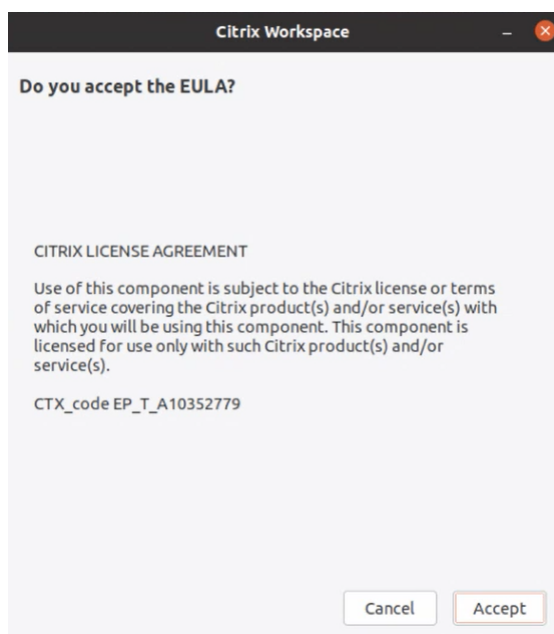 Citrix Workspace
Do you accept the EULA?
CITRIX LICENSE AGREEMENT
Use of this component is subject to the Citrix license or terms
of service covering the Citrix product(s) and/or service(s) with
which you will be using this component. This component is
licensed for use only with such Citrix product(s) and/or
service(s).
CTX_code EP_T_A10352779
Cancel Accept